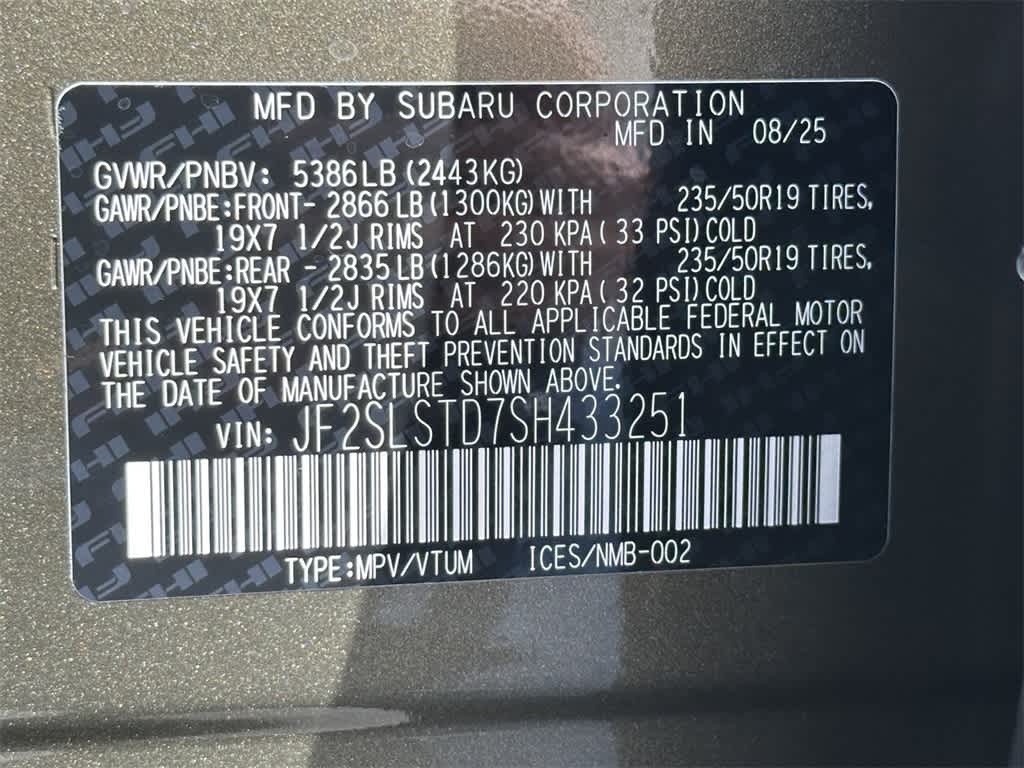 MFD BY SUBARU CORPORATION
MFD IN 08/25
GVWR/PNBV: 5386LB(2443KG)
GAWR/PNBE:FRONT- 2866LB(1300KG)WITH 235/50R19 TIRES,
19X7 1/2J RIMS AT 230 KPA( 33 PSI)COLD
GAWR/PNBE:REAR - 2835LB(1286KG)WITH 235/50R19 TIRES,
19X7 1/2J RIMS AT 220 KPA( 32 PSI)COLD
THIS VEHICLE CONFORMS TO ALL APPLICABLE FEDERAL MOTOR
VEHICLE SAFETY AND THEFT PREVENTION STANDARDS IN EFFECT ON
THE DATE OF MANUFACTURE SHOWN ABOVE.
VIN: JF2SLSTD7SH433251
TYPE:MPV/VTUM ICES/NMB-002